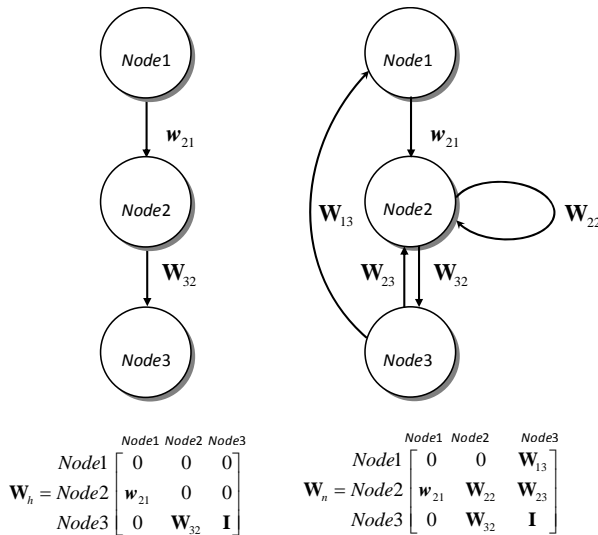 Node1
Node1
w21
w21
Node2
Node2
W13
W22
W32
W23
W32
Node3
Node3
Node1 Node2 Node3
Node1 [ 0 0 0 ]
Wh = Node2 [ w21 0 0 ]
Node3 [ 0 W32 I ]
Node1 Node2 Node3
Node1 [ 0 0 W13 ]
Wn = Node2 [ w21 W22 W23 ]
Node3 [ 0 W32 I ]